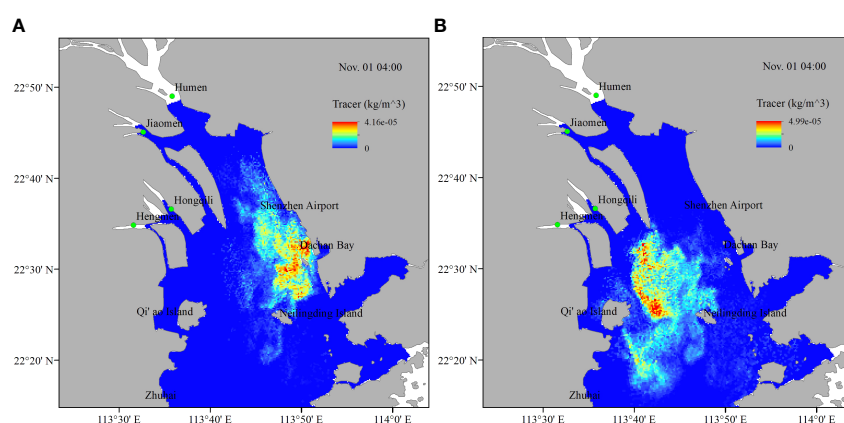 A
Nov. 01 04:00
Humen
Tracer (kg/m^3)
4.16e-05
0
Jiaomen
Hongqili
Hengmen
Shenzhen Airport
Dachan Bay
Qi' ao Island
Neilingding Island
Zhuhai
22°50' N
22°40' N
22°30' N
22°20' N
113°30' E
113°40' E
113°50' E
114°0' E
B
Nov. 01 04:00
Humen
Tracer (kg/m^3)
4.99e-05
0
Jiaomen
Hongqili
Hengmen
Shenzhen Airport
Dachan Bay
Qi' ao Island
Neilingding Island
Zhuhai
22°50' N
22°40' N
22°30' N
22°20' N
113°30' E
113°40' E
113°50' E
114°0' E